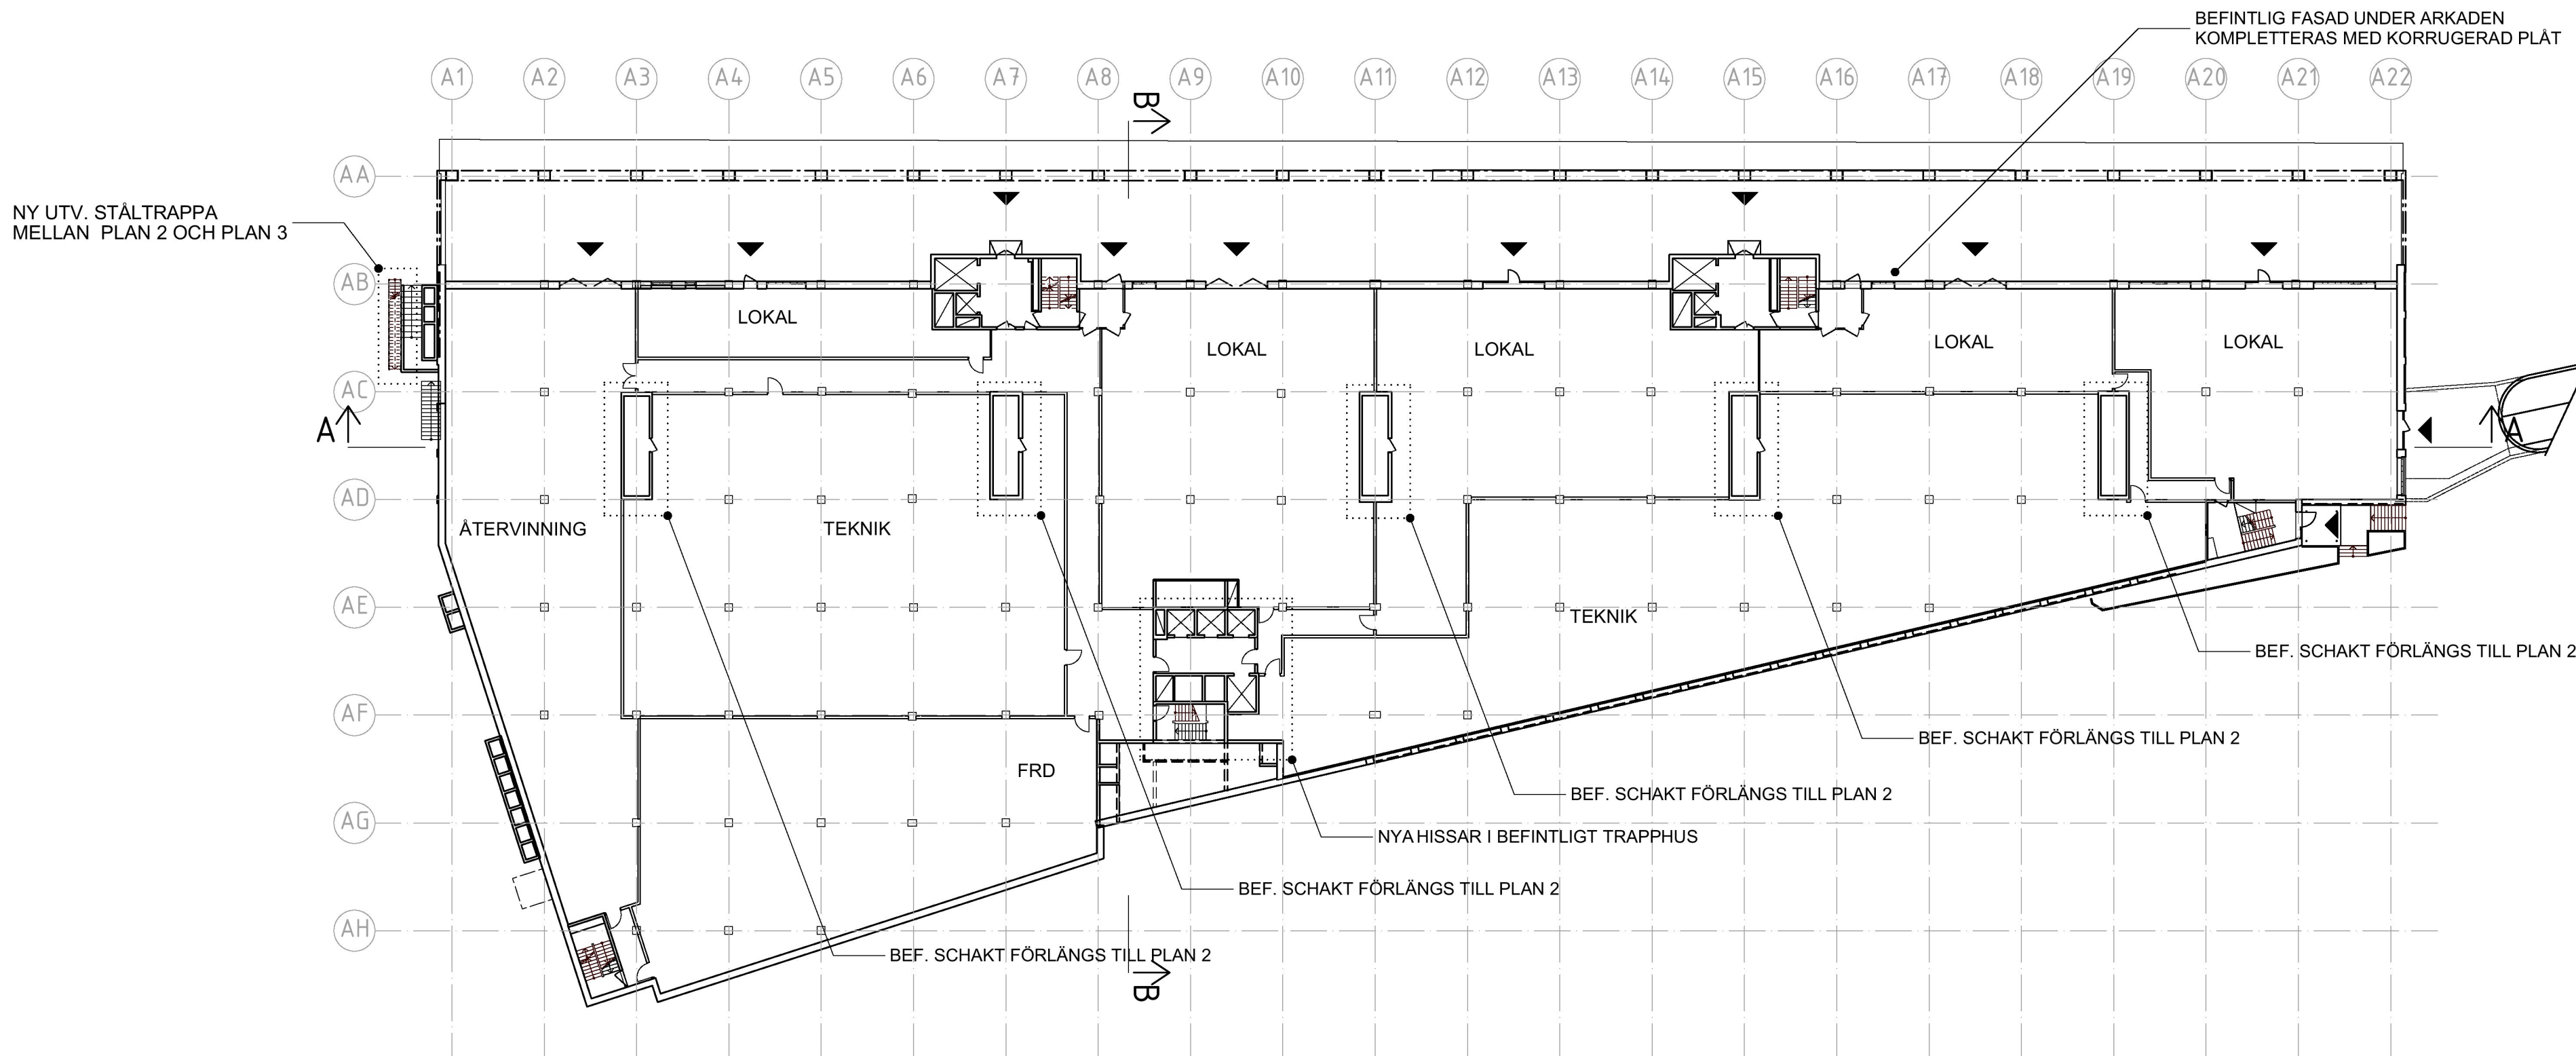 BEFINTLIG FASAD UNDER ARKADEN
KOMPLETTERAS MED KORRUGERAD PLÅT
A1 A2 A3 A4 A5 A6 A7 A8 A9 A10 A11 A12 A13 A14 A15 A16 A17 A18 A19 A20 A21 A22
B
AA
NY UTV. STÅLTRAPPA
MELLAN PLAN 2 OCH PLAN 3
AB
LOKAL
LOKAL
LOKAL
LOKAL
LOKAL
AC
A
A
AD
ÅTERVINNING
TEKNIK
AE
TEKNIK
BEF. SCHAKT FÖRLÄNGS TILL PLAN 2
AF
BEF. SCHAKT FÖRLÄNGS TILL PLAN 2
FRD
BEF. SCHAKT FÖRLÄNGS TILL PLAN 2
AG
NYA HISSAR I BEFINTLIGT TRAPPHUS
BEF. SCHAKT FÖRLÄNGS TILL PLAN 2
AH
BEF. SCHAKT FÖRLÄNGS TILL PLAN 2
B